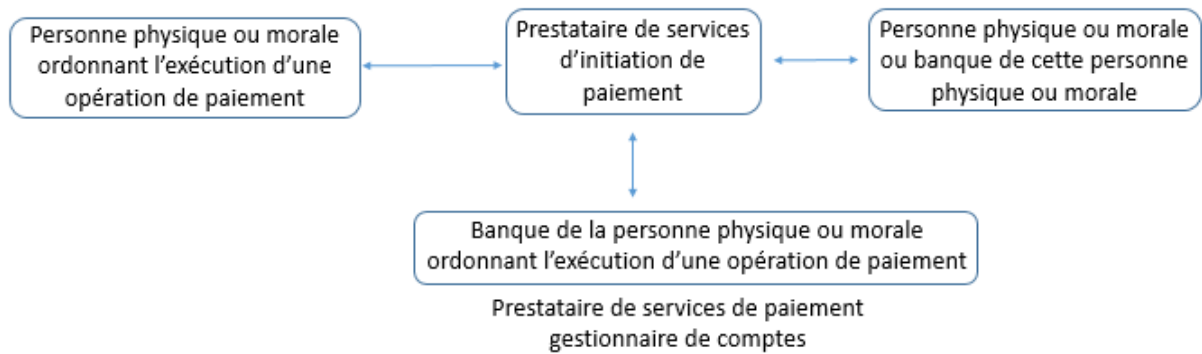 Personne physique ou morale
ordonnant l'exécution d'une
opération de paiement
Prestataire de services
d'initiation de
paiement
Personne physique ou morale
ou banque de cette personne
physique ou morale
Banque de la personne physique ou morale
ordonnant l'exécution d'une opération de paiement
Prestataire de services de paiement
gestionnaire de comptes